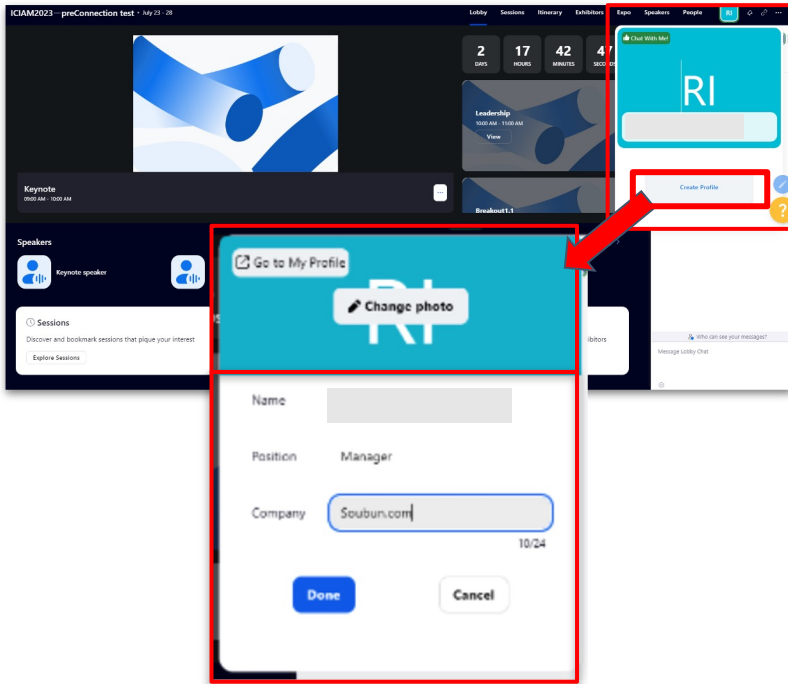 ICIAM2023—preConnection test • July 23 - 28
Lobby Sessions Itinerary Exhibitors Expo Speakers People RI
Chat With Me!
RI
2 17 42 47
DAYS HOURS MINUTES SECONDS
Leadership
10:00 AM - 11:00 AM
View
Keynote
09:00 AM - 10:00 AM
Create Profile
?
Breakout1.1
Speakers
Keynote speaker
Go to My Profile
Change photo
RI
Sessions
Discover and bookmark sessions that pique your interest
Explore Sessions
ibitors
Who can see your messages?
Message Lobby Chat
Name
Position Manager
Company Soubun.com
10/24
Done Cancel